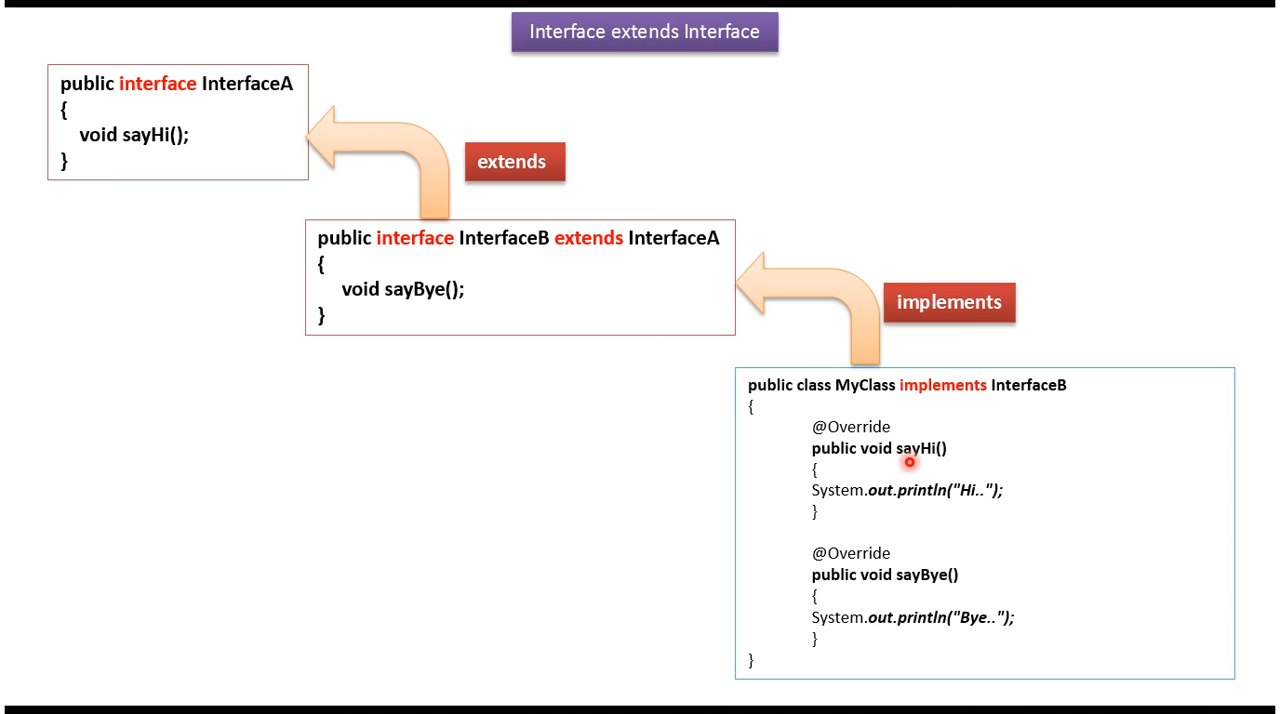 Interface extends Interface
public interface InterfaceA
{
void sayHi();
}
extends
public interface InterfaceB extends InterfaceA
{
void sayBye();
}
implements
public class MyClass implements InterfaceB
{
@Override
public void sayHi()
{
System.out.println("Hi..");
}
@Override
public void sayBye()
{
System.out.println("Bye..");
}
}